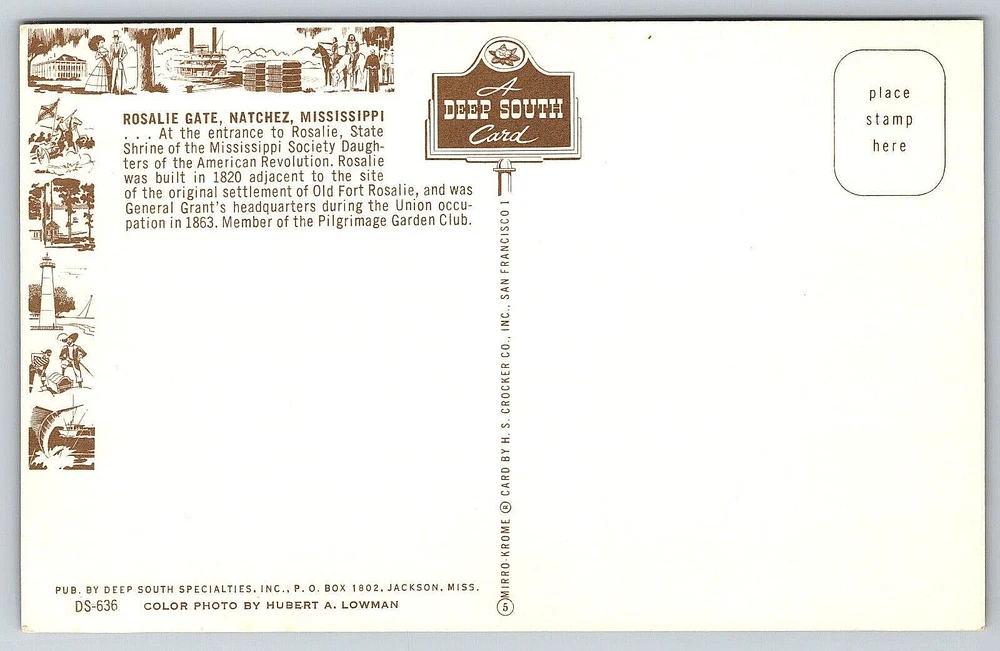 ROSALIE GATE, NATCHEZ, MISSISSIPPI
. . . At the entrance to Rosalie, State
Shrine of the Mississippi Society Daugh-
ters of the American Revolution. Rosalie
was built in 1820 adjacent to the site
of the original settlement of Old Fort Rosalie, and was
General Grant's headquarters during the Union occu-
pation in 1863. Member of the Pilgrimage Garden Club.
A
DEEP SOUTH
Card
place
stamp
here
MIRRO-KROME ® CARD BY H. S. CROCKER CO., INC., SAN FRANCISCO 1
5
PUB. BY DEEP SOUTH SPECIALTIES, INC., P. O. BOX 1802, JACKSON, MISS.
DS-636 COLOR PHOTO BY HUBERT A. LOWMAN